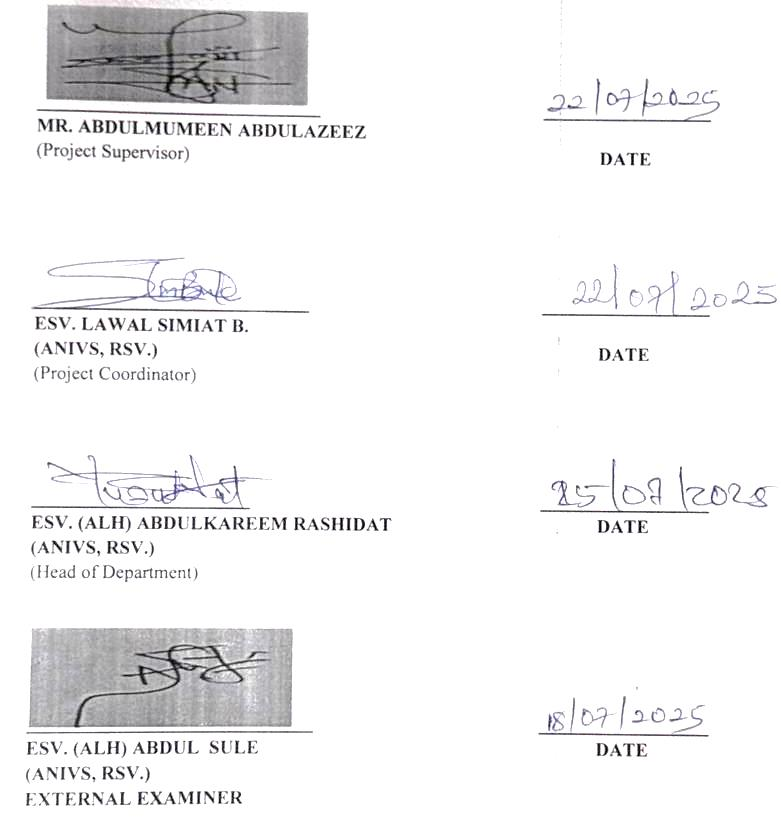 22/07/2025
MR. ABDULMUMEEN ABDULAZEEZ
(Project Supervisor)
DATE
22/07/2025
ESV. LAWAL SIMIAT B.
(ANIVS, RSV.)
DATE
(Project Coordinator)
25/07/2025
ESV. (ALH) ABDULKAREEM RASHIDAT
DATE
(ANIVS, RSV.)
(Head of Department)
18/07/2025
ESV. (ALH) ABDUL SULE
DATE
(ANIVS, RSV.)
EXTERNAL EXAMINER